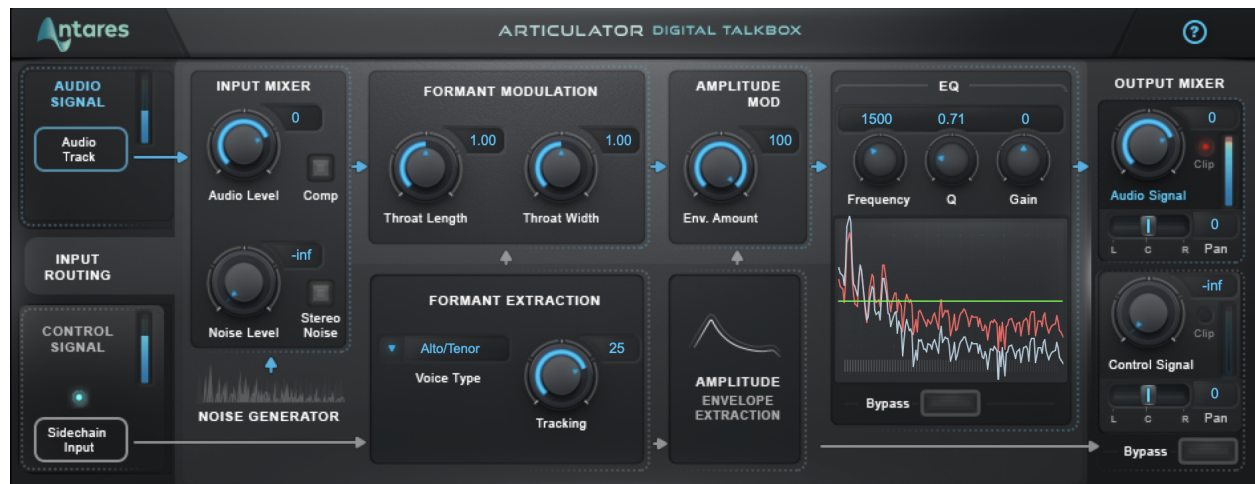 Antares
ARTICULATOR DIGITAL TALKBOX
?
AUDIO
SIGNAL
Audio
Track
INPUT
ROUTING
CONTROL
SIGNAL
Sidechain
Input
INPUT MIXER
0
Audio Level
Comp
-inf
Noise Level
Stereo
Noise
NOISE GENERATOR
FORMANT MODULATION
1.00
1.00
Throat Length
Throat Width
FORMANT EXTRACTION
Alto/Tenor
25
Voice Type
Tracking
AMPLITUDE
MOD
100
Env. Amount
AMPLITUDE
ENVELOPE
EXTRACTION
EQ
1500
0.71
0
Frequency
Q
Gain
Bypass
OUTPUT MIXER
0
Clip
Audio Signal
0
L C R Pan
-inf
Clip
Control Signal
0
L C R Pan
Bypass